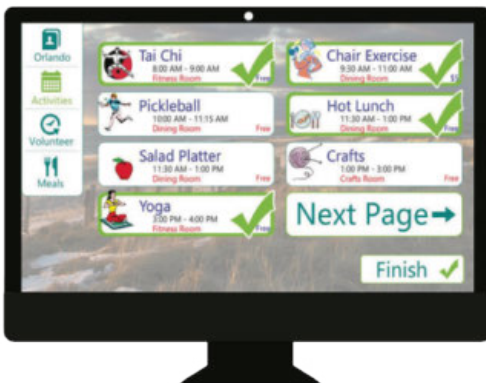 Orlando
Activities
Volunteer
Meals
Tai Chi
8:00 AM - 9:00 AM
Fitness Room
Free
Chair Exercise
9:30 AM - 11:00 AM
Dining Room
$5
Pickleball
10:00 AM - 11:15 AM
Dining Room
Free
Hot Lunch
11:30 AM - 1:00 PM
Dining Room
Free
Salad Platter
11:30 AM - 1:00 PM
Dining Room
Free
Crafts
1:00 PM - 3:00 PM
Crafts Room
Free
Yoga
3:00 PM - 4:00 PM
Fitness Room
Free
Next Page
Finish